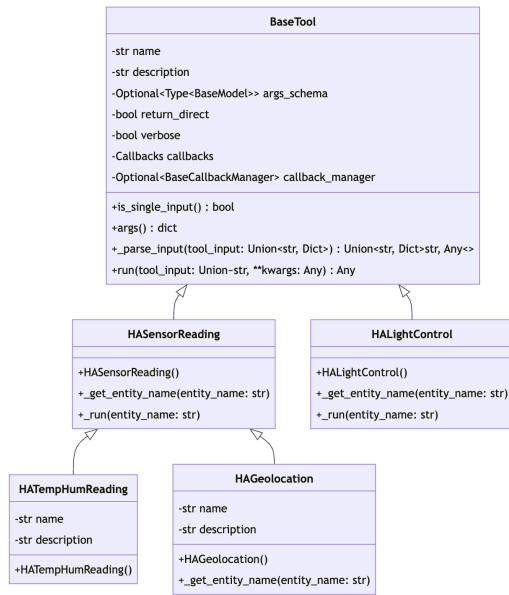 BaseTool
-str name
-str description
-Optional<Type<BaseModel>> args_schema
-bool return_direct
-bool verbose
-Callbacks callbacks
-Optional<BaseCallbackManager> callback_manager
+is_single_input() : bool
+args() : dict
+_parse_input(tool_input: Union<str, Dict>) : Union<str, Dict>str, Any<>
+run(tool_input: Union~str, **kwargs: Any) : Any
HASensorReading
+HASensorReading()
+_get_entity_name(entity_name: str)
+_run(entity_name: str)
HALightControl
+HALightControl()
+_get_entity_name(entity_name: str)
+_run(entity_name: str)
HATempHumReading
-str name
-str description
+HATempHumReading()
HAGeolocation
-str name
-str description
+HAGeolocation()
+_get_entity_name(entity_name: str)